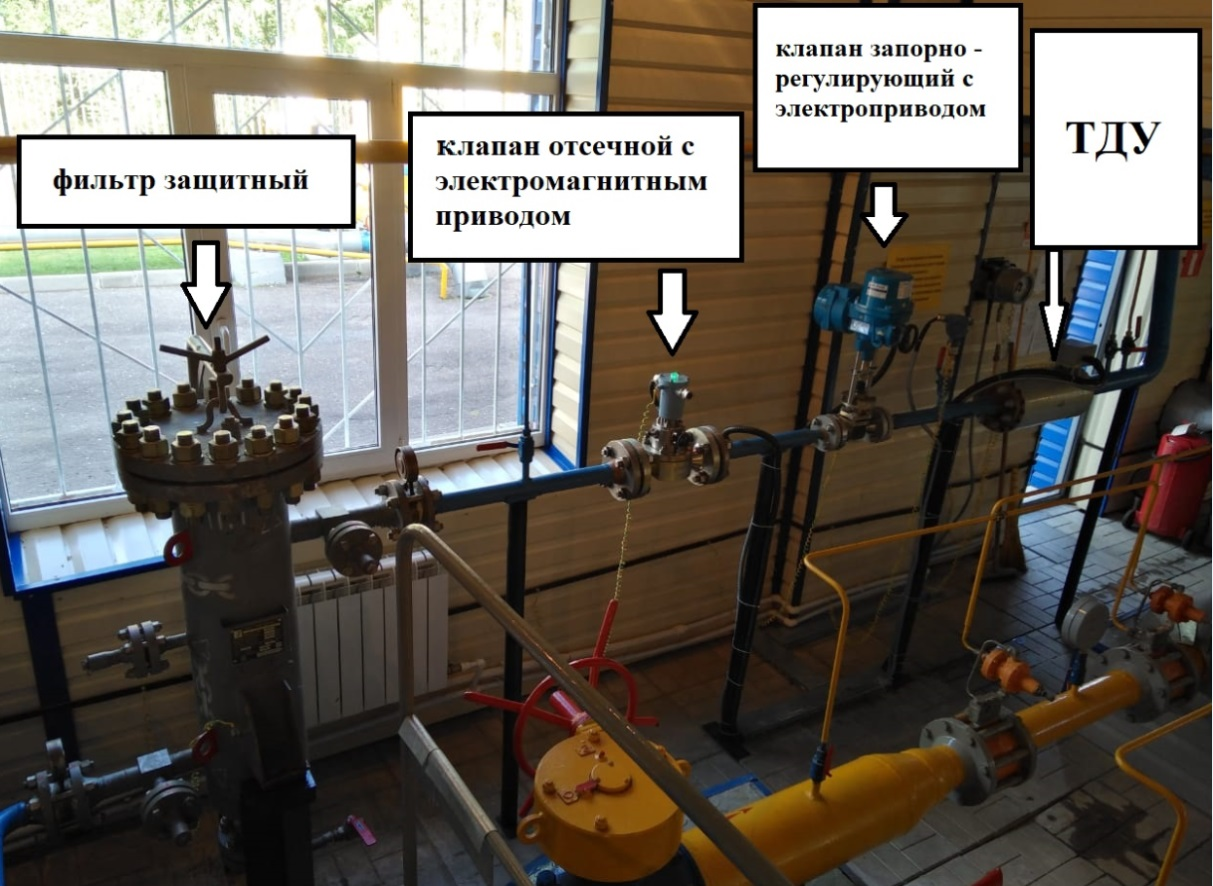 фильтр защитный
клапан отсечной с
электромагнитным
приводом
клапан запорно -
регулирующий с
электроприводом
ТДУ